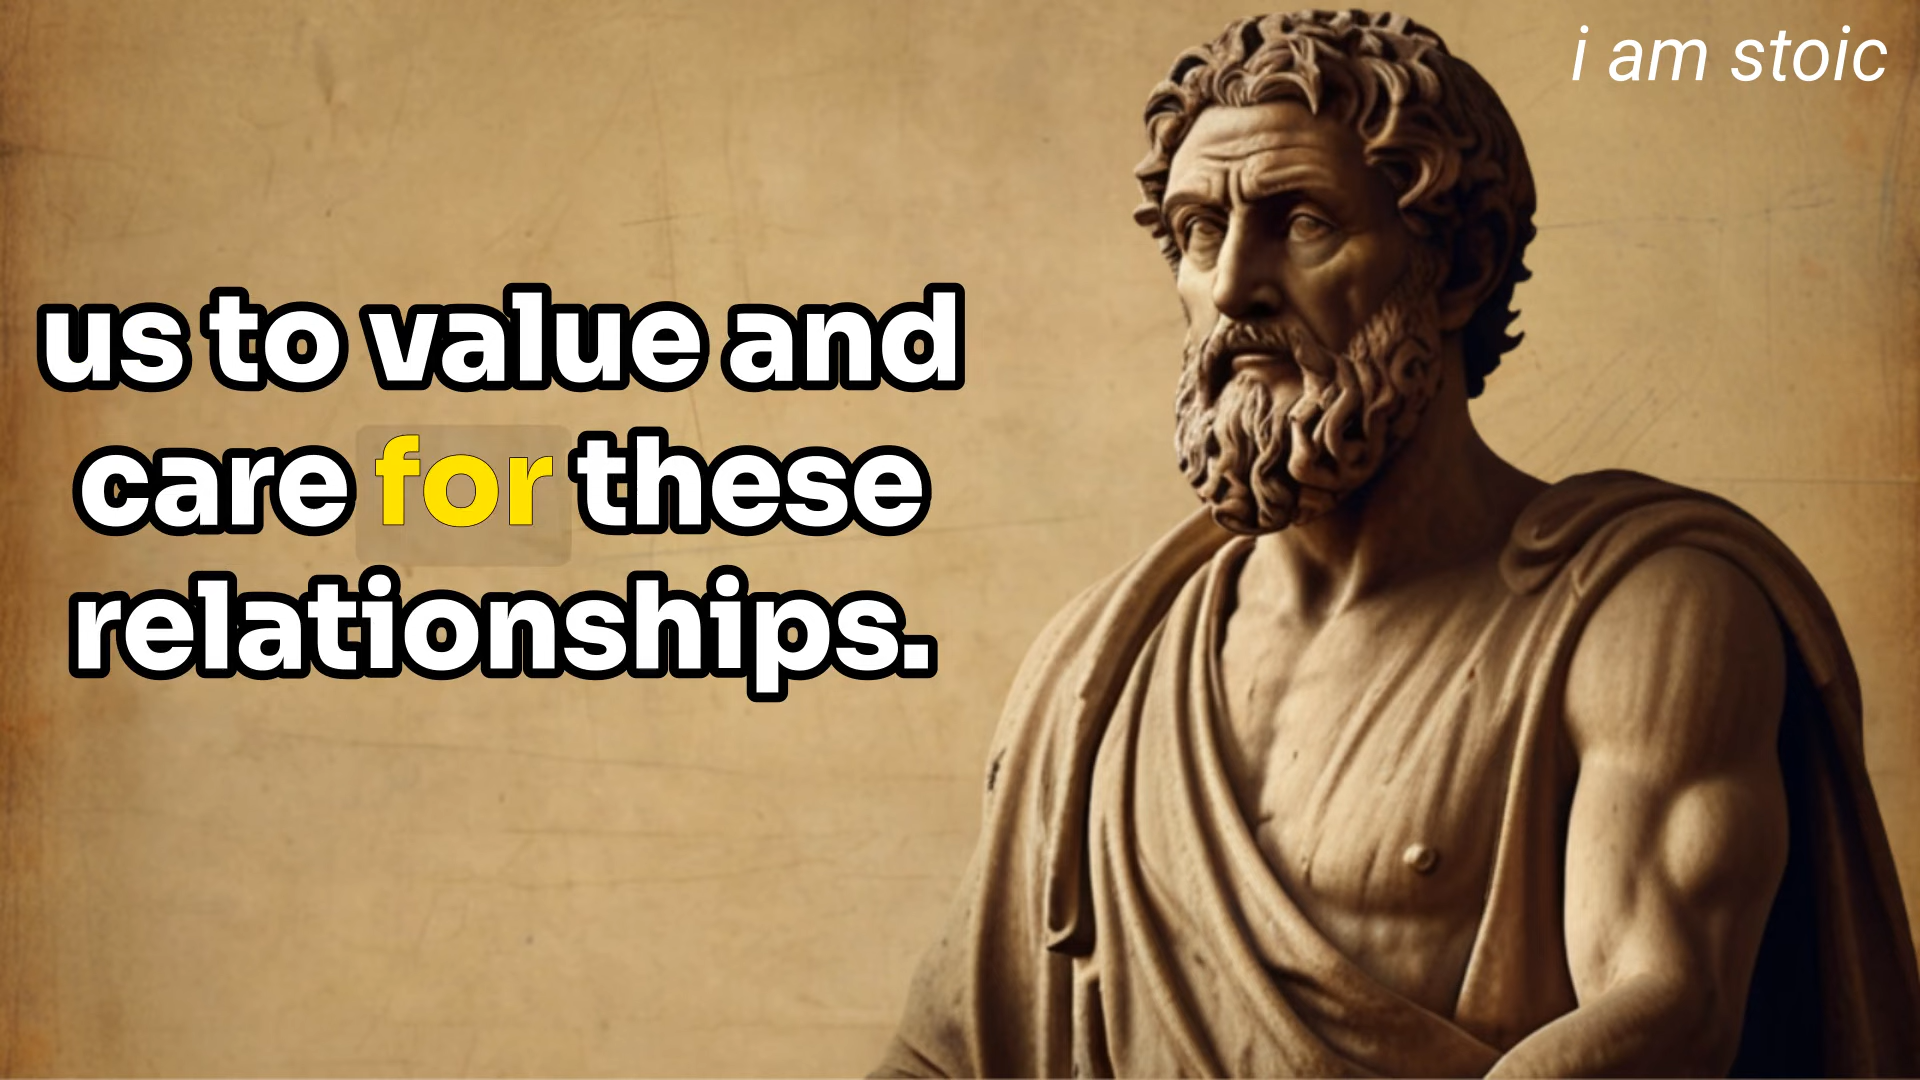 i am stoic
us to value and
care for these
relationships.